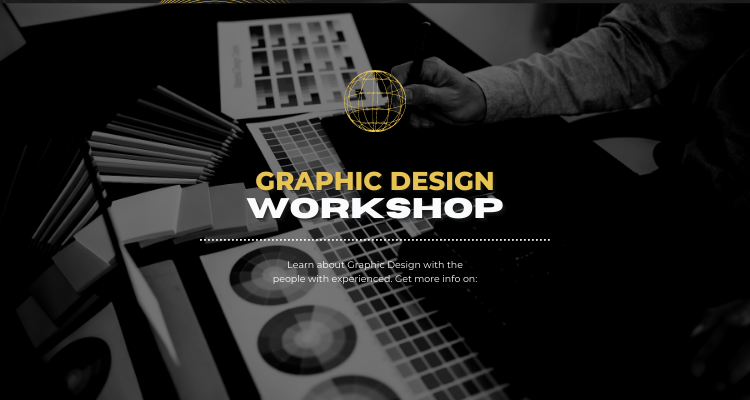 GRAPHIC DESIGN
WORKSHOP
Learn about Graphic Design with the
people with experienced. Get more info on: